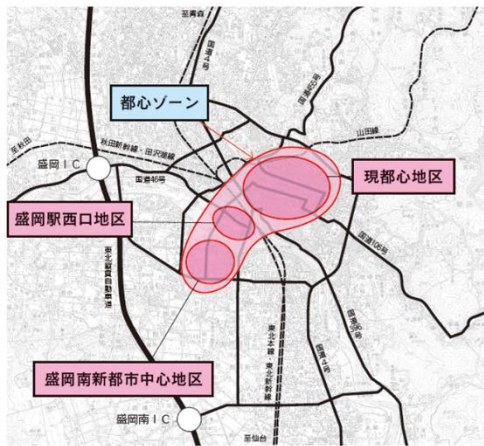 至青森
国道4号
国道455号
都心ゾーン
山田線
至秋田
秋田新幹線・田沢湖線
盛岡IC
国道46号
現都心地区
盛岡駅西口地区
東北縦貫自動車道
国道106号
国道396号
東北本線・東北新幹線
国道4号
盛岡南新都市中心地区
盛岡南IC
至仙台